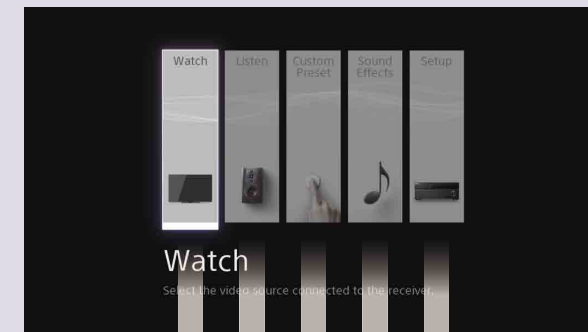 Watch
Listen
Custom
Preset
Sound
Effects
Setup
Watch
Select the video source connected to the receiver.